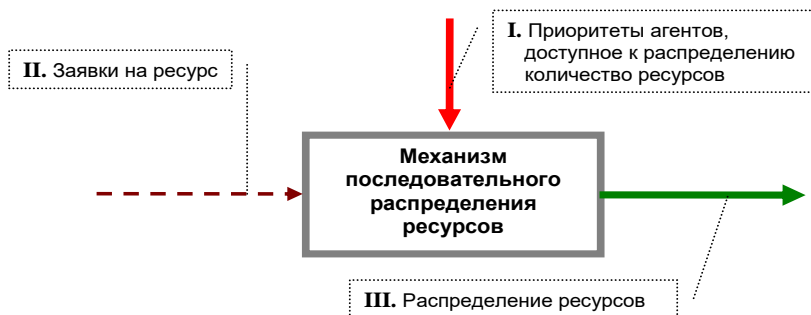 I. Приоритеты агентов,
доступное к распределению
количество ресурсов
II. Заявки на ресурс
Механизм
последовательного
распределения
ресурсов
III. Распределение ресурсов